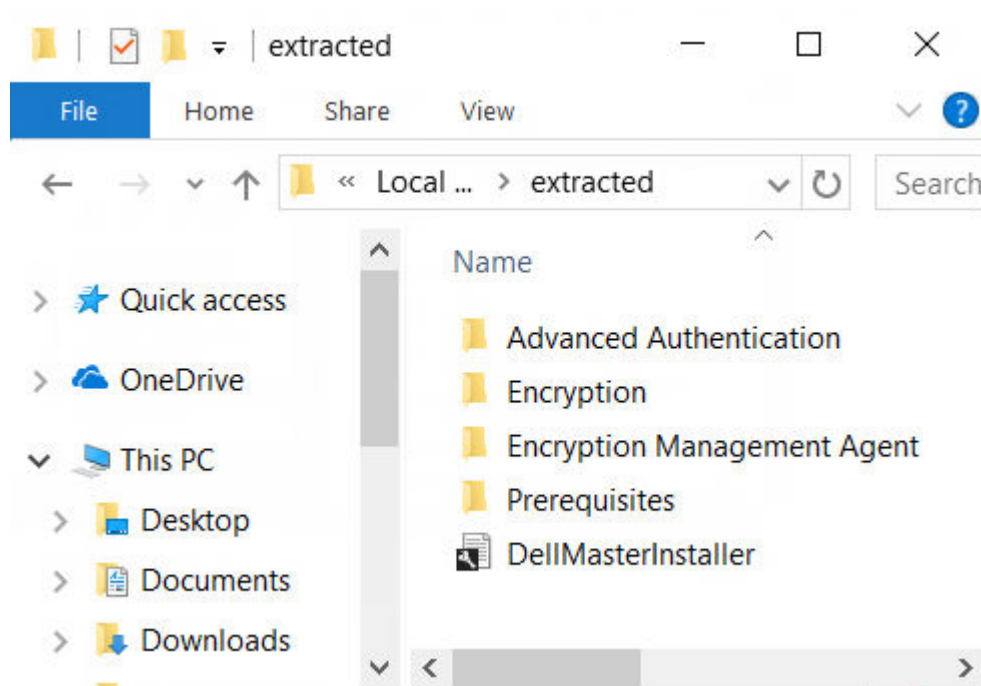 extracted
File Home Share View
« Local ... > extracted
Search
Name
Quick access
OneDrive
This PC
Desktop
Documents
Downloads
Advanced Authentication
Encryption
Encryption Management Agent
Prerequisites
DellMasterInstaller